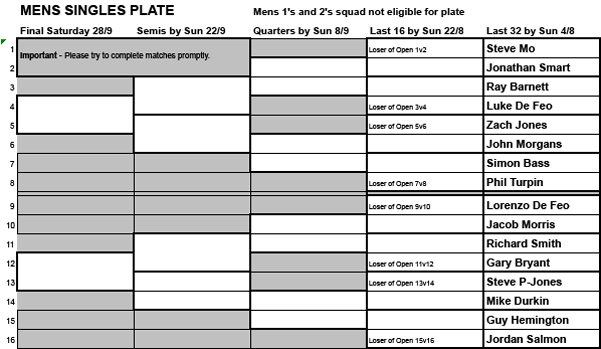 MENS SINGLES PLATE Mens 1's and 2's squad not eligible for plate
Final Saturday 28/9 Semis by Sun 22/9 Quarters by Sun 8/9 Last 16 by Sun 22/8 Last 32 by Sun 4/8
1 Important - Please try to complete matches promptly. Loser of Open 1v2 Steve Mo
2 Jonathan Smart
3 Ray Barnett
4 Loser of Open 3v4 Luke De Feo
5 Loser of Open 5v6 Zach Jones
6 John Morgans
7 Simon Bass
8 Loser of Open 7v8 Phil Turpin
9 Loser of Open 9v10 Lorenzo De Feo
10 Jacob Morris
11 Richard Smith
12 Loser of Open 11v12 Gary Bryant
13 Loser of Open 13v14 Steve P-Jones
14 Mike Durkin
15 Guy Hemington
16 Loser of Open 15v16 Jordan Salmon